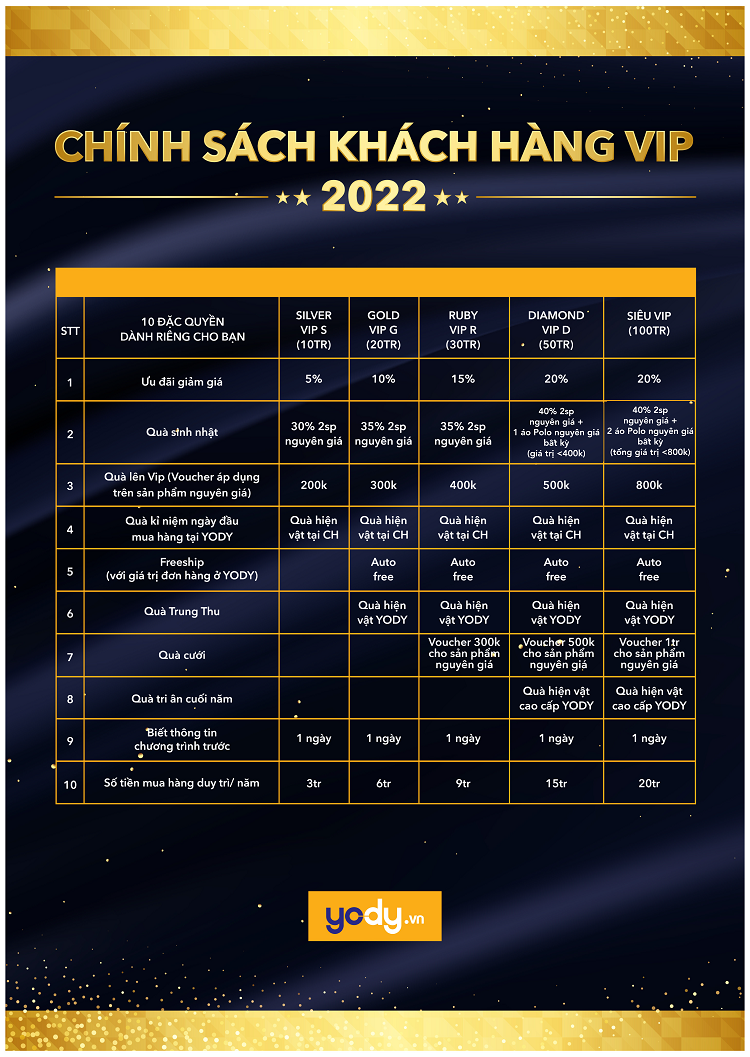 CHÍNH SÁCH KHÁCH HÀNG VIP
2022
STT
10 ĐẶC QUYỀN
DÀNH RIÊNG CHO BẠN
SILVER
VIP S
(10TR)
GOLD
VIP G
(20TR)
RUBY
VIP R
(30TR)
DIAMOND
VIP D
(50TR)
SIÊU VIP
(100TR)
1
Ưu đãi giảm giá
5%
10%
15%
20%
20%
2
Quà sinh nhật
30% 2sp
nguyên giá
35% 2sp
nguyên giá
35% 2sp
nguyên giá
40% 2sp
nguyên giá +
1 áo Polo nguyên giá
bất kỳ
(giá trị <400k)
40% 2sp
nguyên giá +
2 áo Polo nguyên giá
bất kỳ
(tổng giá trị <800k)
3
Quà lên Vip (Voucher áp dụng
trên sản phẩm nguyên giá)
200k
300k
400k
500k
800k
4
Quà kỉ niệm ngày đầu
mua hàng tại YODY
Quà hiện
vật tại CH
Quà hiện
vật tại CH
Quà hiện
vật tại CH
Quà hiện
vật tại CH
Quà hiện
vật tại CH
5
Freeship
(với giá trị đơn hàng ở YODY)
Auto
free
Auto
free
Auto
free
Auto
free
6
Quà Trung Thu
Quà hiện
vật YODY
Quà hiện
vật YODY
Quà hiện
vật YODY
Quà hiện
vật YODY
7
Quà cưới
Voucher 300k
cho sản phẩm
nguyên giá
Voucher 500k
cho sản phẩm
nguyên giá
Voucher 1tr
cho sản phẩm
nguyên giá
8
Quà tri ân cuối năm
Quà hiện vật
cao cấp YODY
Quà hiện vật
cao cấp YODY
9
Biết thông tin
chương trình trước
1 ngày
1 ngày
1 ngày
1 ngày
1 ngày
10
Số tiền mua hàng duy trì/ năm
3tr
6tr
9tr
15tr
20tr
yody.vn